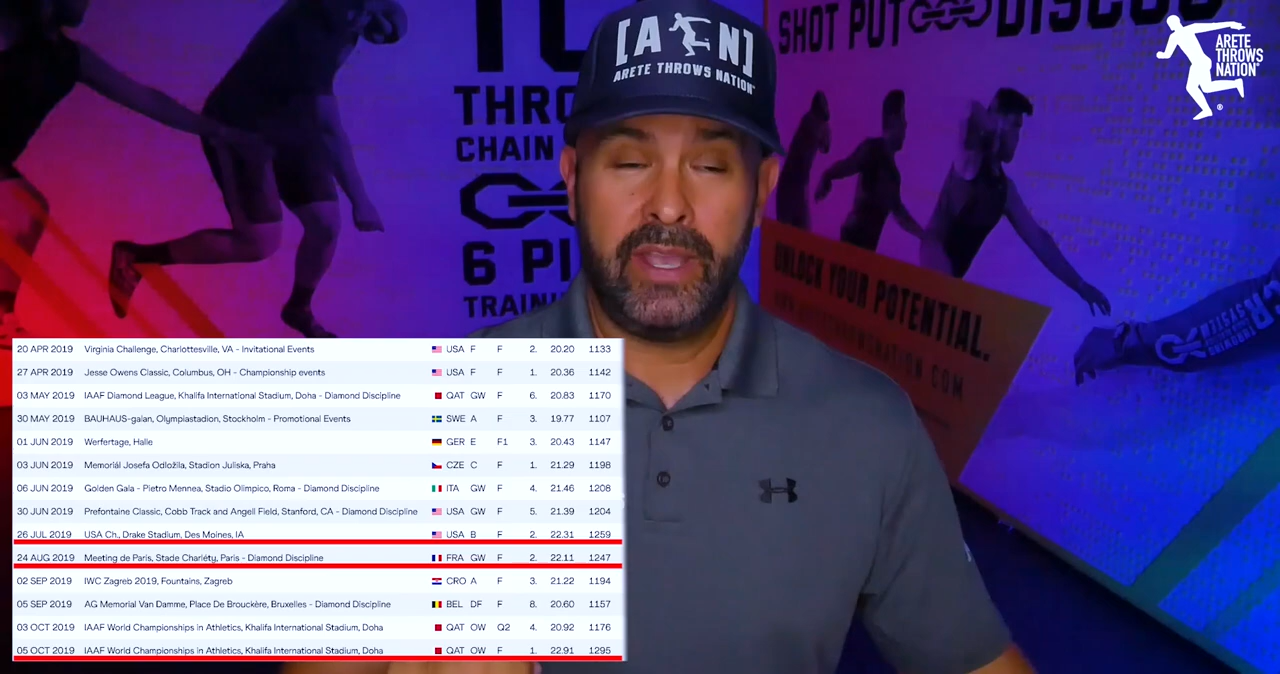 THRO
CHAIN
6 PI
TRAINI
[A N]
ARETE THROWS NATION
SHOT PUT DISCUS
ARETE
THROWS
NATION®
UNLOCK YOUR POTENTIAL.
20 APR 2019 Virginia Challenge, Charlottesville, VA - Invitational Events USA F F 2. 20.20 1133
27 APR 2019 Jesse Owens Classic, Columbus, OH - Championship events USA F F 1. 20.36 1142
03 MAY 2019 IAAF Diamond League, Khalifa International Stadium, Doha - Diamond Discipline QAT GW F 6. 20.83 1170
30 MAY 2019 BAUHAUS-galan, Olympiastadion, Stockholm - Promotional Events SWE A F 3. 19.77 1107
01 JUN 2019 Werfertage, Halle GER E F1 3. 20.43 1147
03 JUN 2019 Memoriál Josefa Odložila, Stadion Juliska, Praha CZE C F 1. 21.29 1198
06 JUN 2019 Golden Gala - Pietro Mennea, Stadio Olimpico, Roma - Diamond Discipline ITA GW F 4. 21.46 1208
30 JUN 2019 Prefontaine Classic, Cobb Track and Angell Field, Stanford, CA - Diamond Discipline USA GW F 5. 21.39 1204
26 JUL 2019 USA Ch., Drake Stadium, Des Moines, IA USA B F 2. 22.31 1259
24 AUG 2019 Meeting de Paris, Stade Charléty, Paris - Diamond Discipline FRA GW F 2. 22.11 1247
02 SEP 2019 IWC Zagreb 2019, Fountains, Zagreb CRO A F 3. 21.22 1194
05 SEP 2019 AG Memorial Van Damme, Place De Brouckère, Bruxelles - Diamond Discipline BEL DF F 8. 20.60 1157
03 OCT 2019 IAAF World Championships in Athletics, Khalifa International Stadium, Doha QAT OW Q2 4. 20.92 1176
05 OCT 2019 IAAF World Championships in Athletics, Khalifa International Stadium, Doha QAT OW F 1. 22.91 1295